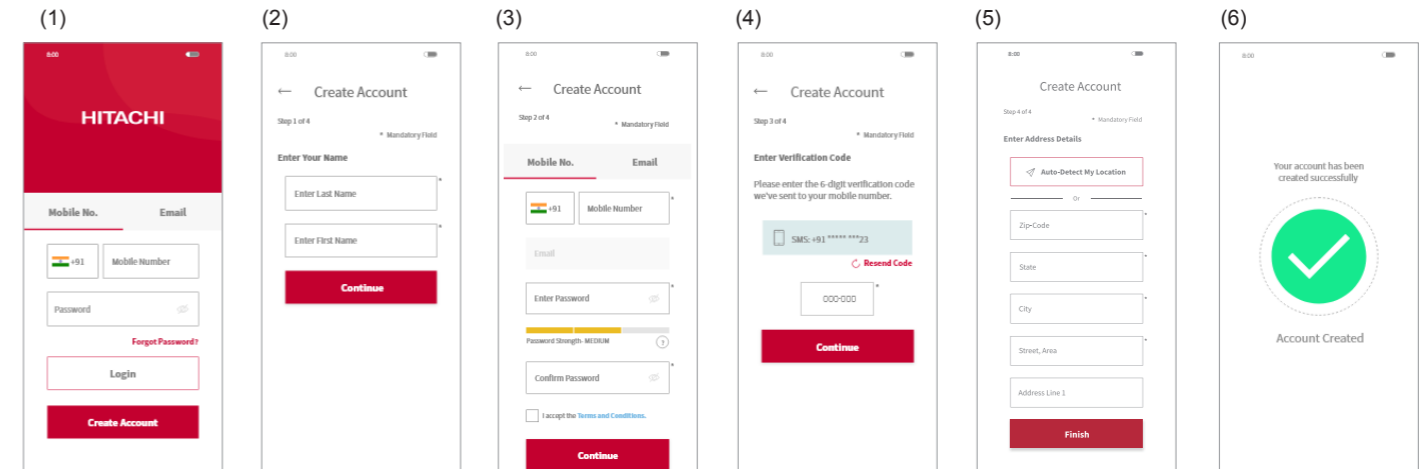 (1)
8:00
HITACHI
Mobile No. Email
+91 Mobile Number
Password
Forgot Password?
Login
Create Account
(2)
8:00
← Create Account
Step 1 of 4
* Mandatory Field
Enter Your Name
Enter Last Name *
Enter First Name *
Continue
(3)
8:00
← Create Account
Step 2 of 4
* Mandatory Field
Mobile No. Email
+91 Mobile Number *
Email
Enter Password *
Password Strength- MEDIUM ?
Confirm Password *
I accept the Terms and Conditions.
Continue
(4)
8:00
← Create Account
Step 3 of 4
* Mandatory Field
Enter Verification Code
Please enter the 6-digit verification code
we've sent to your mobile number.
SMS: +91 ***** ***23
Resend Code
000-000 *
Continue
(5)
8:00
Create Account
Step 4 of 4
* Mandatory Field
Enter Address Details
Auto-Detect My Location
Or
Zip-Code *
State *
City *
Street, Area *
Address Line 1
Finish
(6)
8:00
Your account has been
created successfully
Account Created